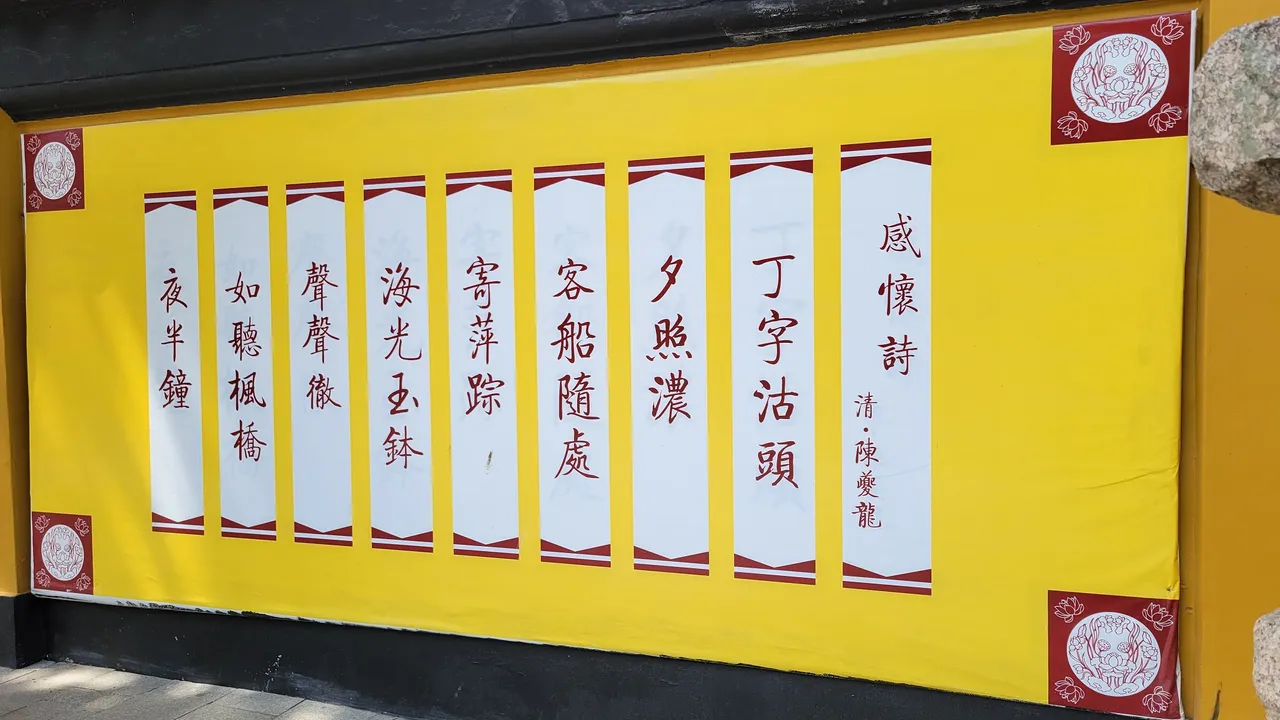 感懷詩
清·陳夔龍
丁字沽頭
夕照濃
客船隨處
寄萍踪
海光玉鉢
聲聲徹
如聽楓橋
夜半鐘